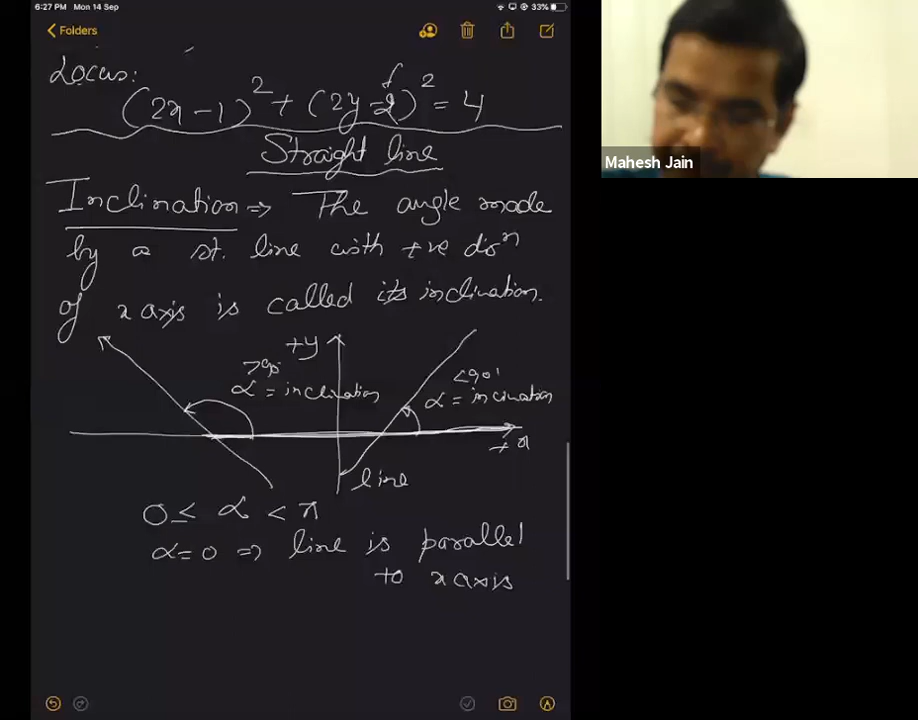 6:27 PM Mon 14 Sep 33%
Folders
Locus:
(2x-1)² + (2y-2)² = 4
Straight line
Inclination ⇒ The angle made
by a st. line with +ve dirⁿ
of x axis is called its inclination.
+y
>90°
α = inclination
<90°
α = inclination
+x
line
0 ≤ α < π
α = 0 ⇒ line is parallel
to x axis
Mahesh Jain